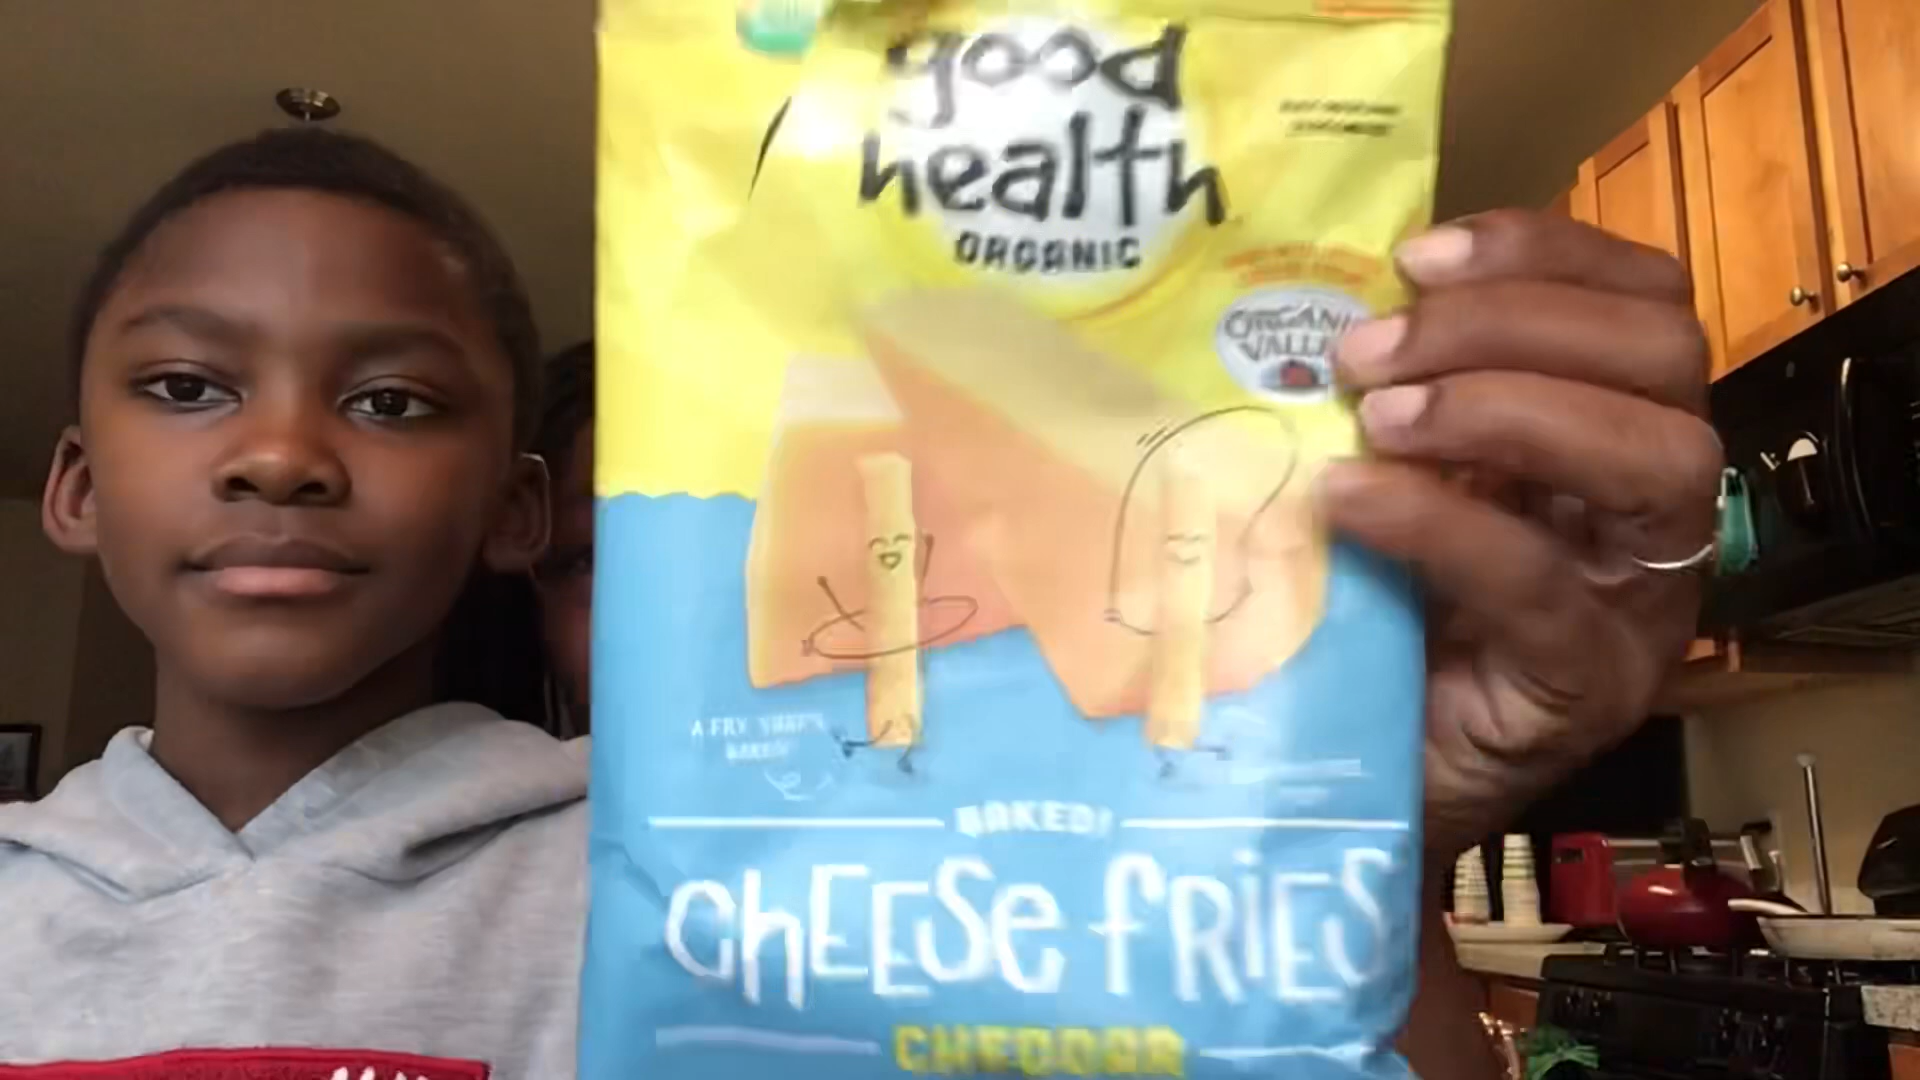 good
health
ORGANIC
ORGANIC
VALLEY
A FRY THAT'S
BAKED!
BAKED!
CHEESE FRIES
CHEDDAR